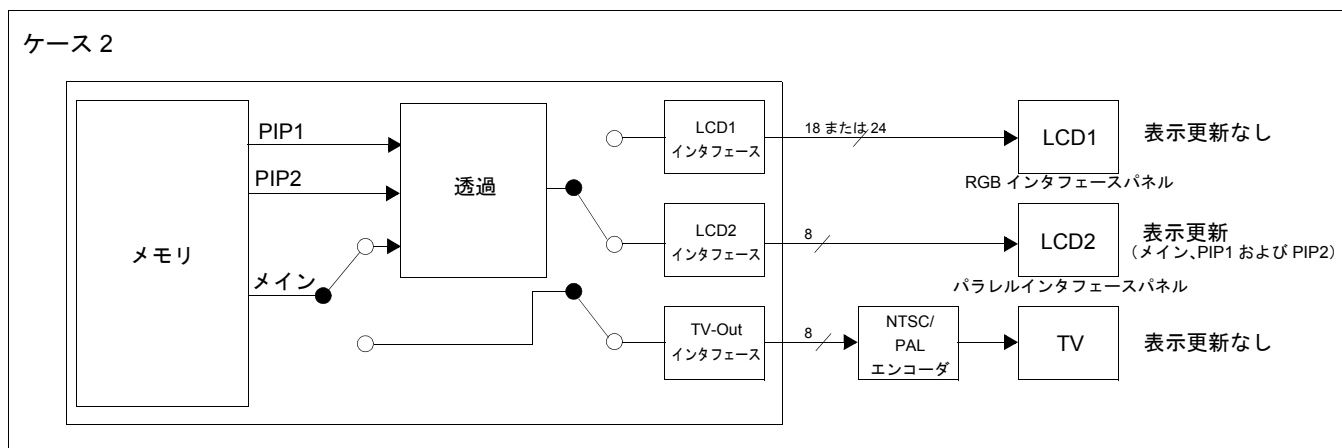 ケース 2
メモリ
PIP1
PIP2
メイン
透過
LCD1
インタフェース
18 または 24
LCD1
表示更新なし
RGB インタフェースパネル
LCD2
インタフェース
8
LCD2
表示更新
(メイン、PIP1 および PIP2)
パラレルインタフェースパネル
TV-Out
インタフェース
8
NTSC/
PAL
エンコーダ
TV
表示更新なし